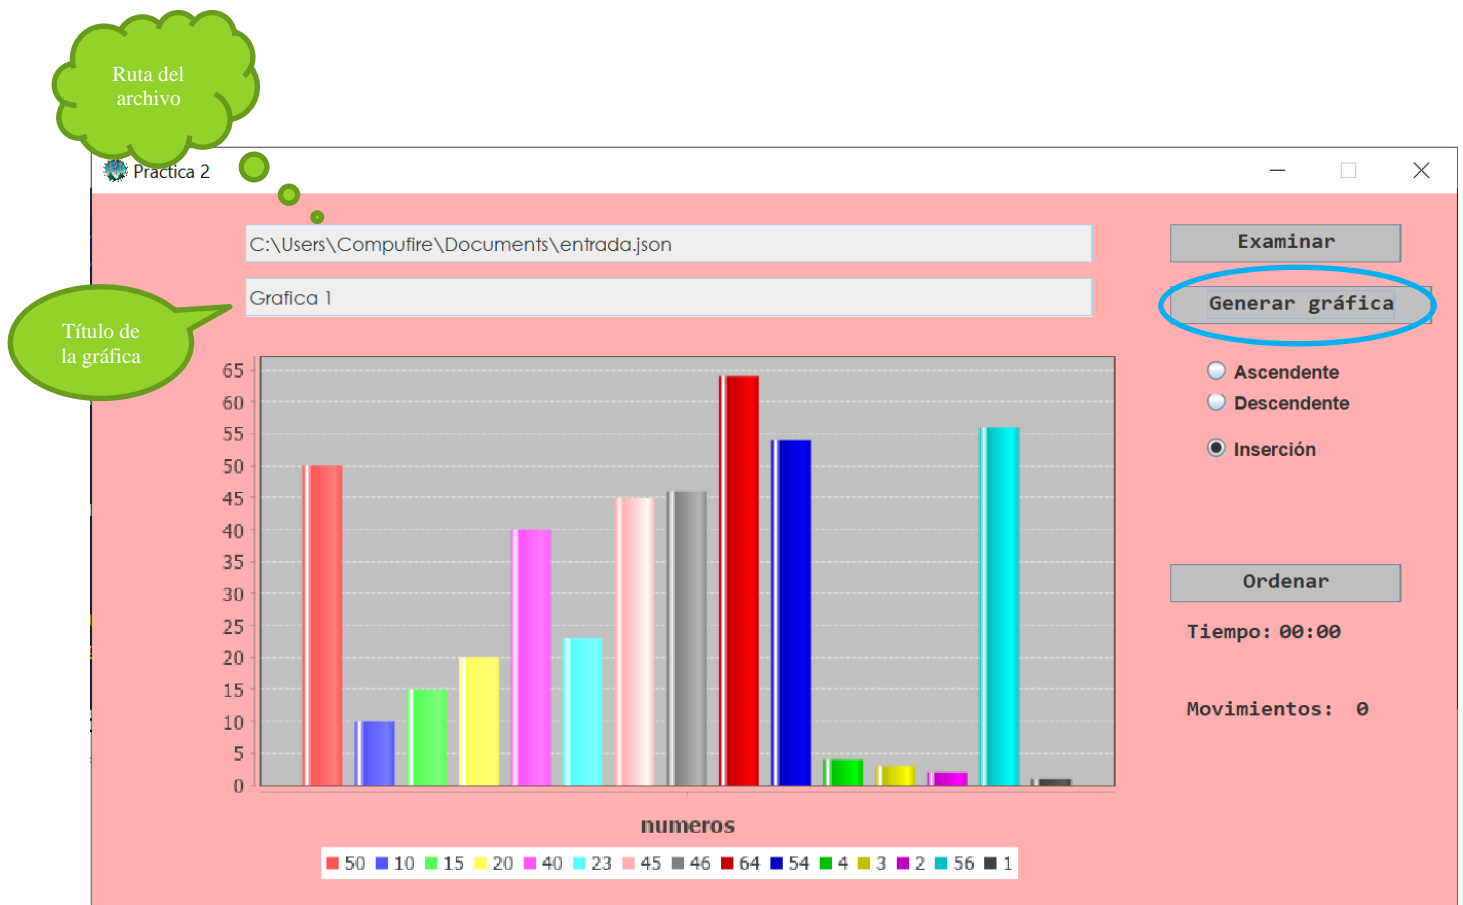 Ruta del
archivo
Practica 2
C:\Users\Compufire\Documents\entrada.json
Examinar
Grafica 1
Generar gráfica
Título de
la gráfica
Ascendente
Descendente
Inserción
65
60
55
50
45
40
35
30
25
20
15
10
5
0
Ordenar
Tiempo: 00:00
Movimientos: 0
numeros
50 10 15 20 40 23 45 46 64 54 4 3 2 56 1